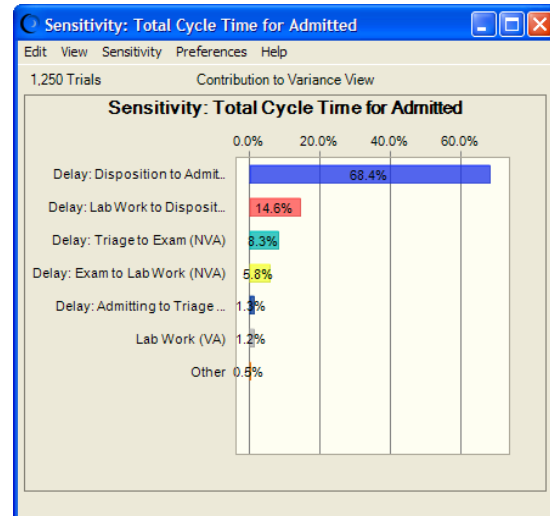 Sensitivity: Total Cycle Time for Admitted
Edit View Sensitivity Preferences Help
1,250 Trials Contribution to Variance View
Sensitivity: Total Cycle Time for Admitted
0.0% 20.0% 40.0% 60.0%
Delay: Disposition to Admit... 68.4%
Delay: Lab Work to Disposit... 14.6%
Delay: Triage to Exam (NVA) 8.3%
Delay: Exam to Lab Work (NVA) 5.8%
Delay: Admitting to Triage ... 1.3%
Lab Work (VA) 1.2%
Other 0.5%